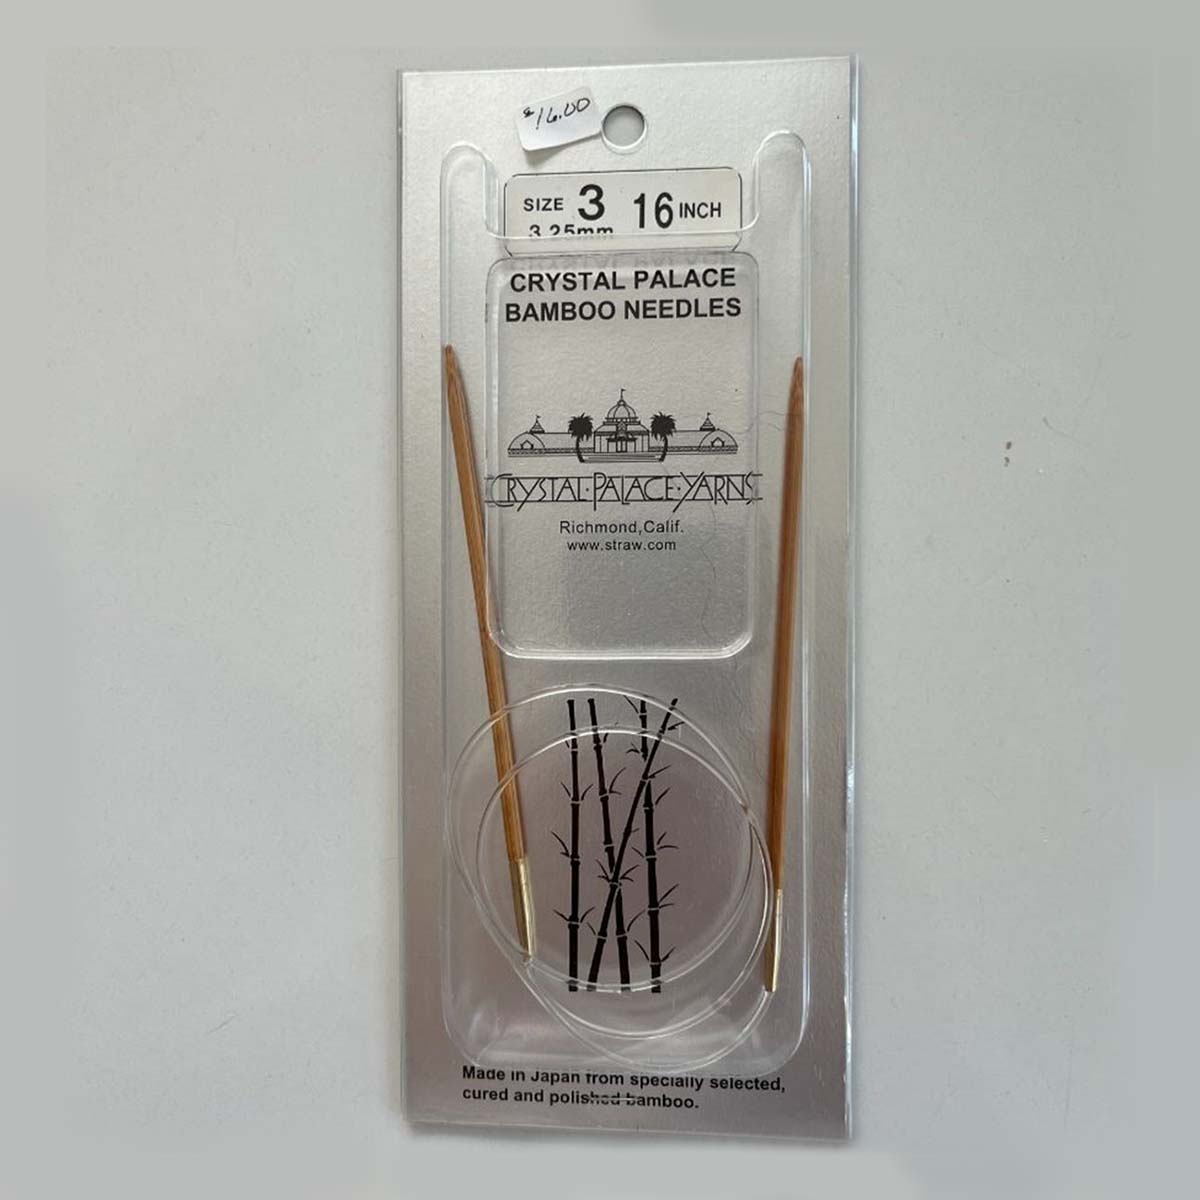 $16.00
SIZE 3 16 INCH
3.25mm
CRYSTAL PALACE
BAMBOO NEEDLES
CRYSTAL·PALACE·YARNS
Richmond,Calif.
www.straw.com
Made in Japan from specially selected,
cured and polished bamboo.